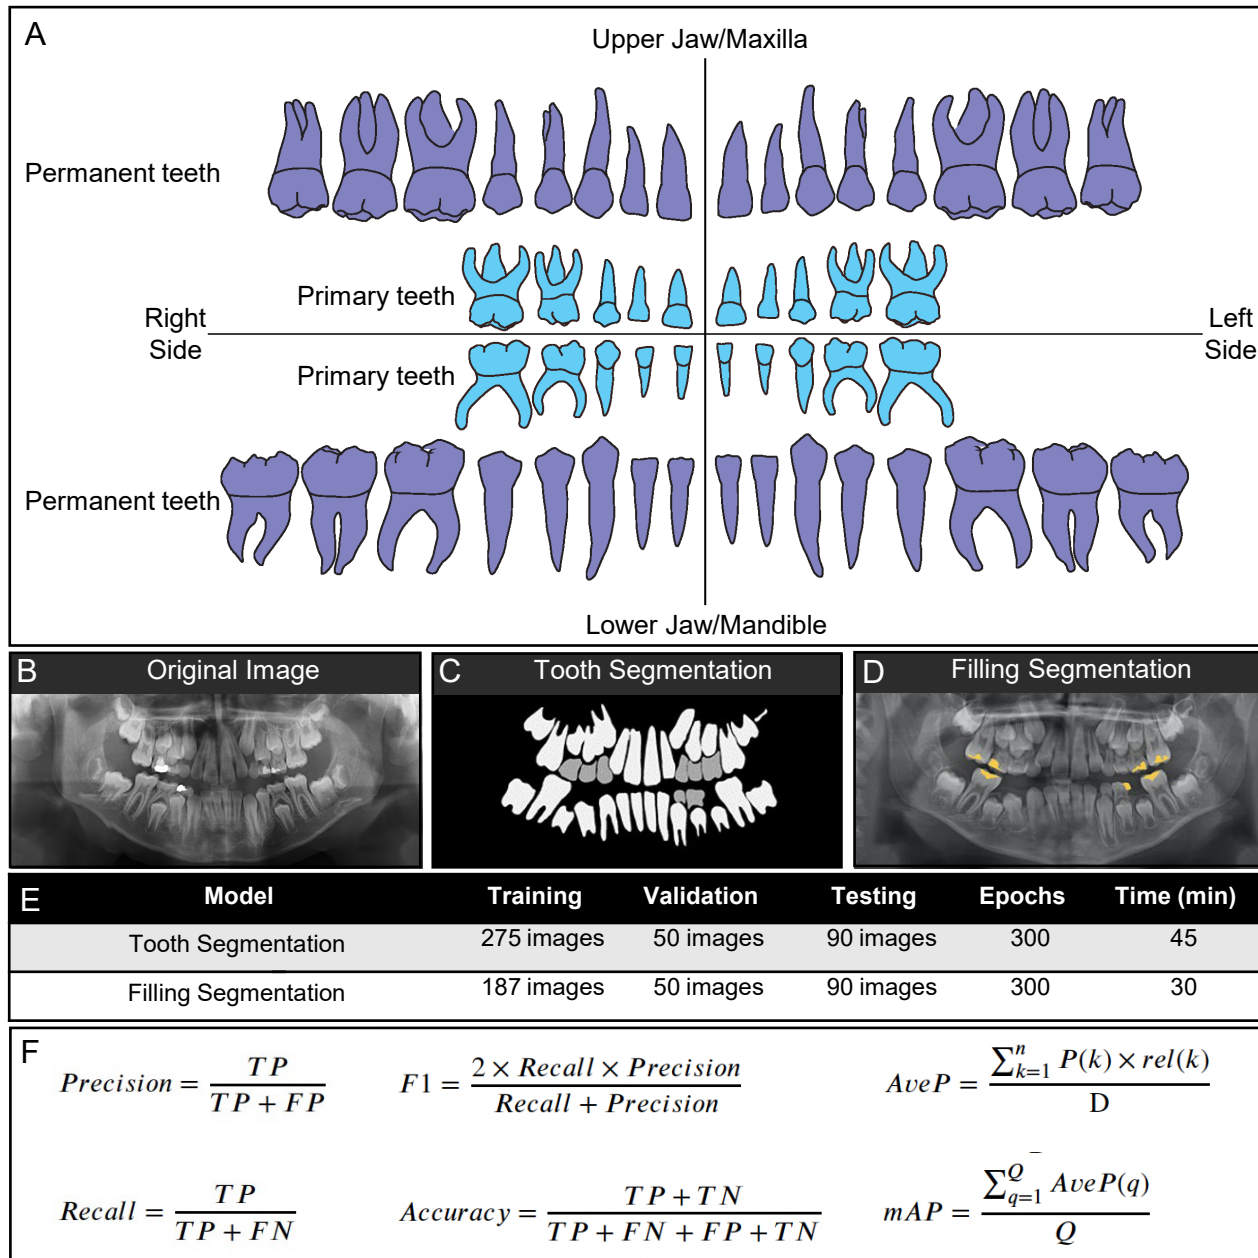 A
Upper Jaw/Maxilla
Permanent teeth
Primary teeth
Right
Side
Left
Side
Primary teeth
Permanent teeth
Lower Jaw/Mandible
B Original Image
C Tooth Segmentation
D Filling Segmentation
E Model Training Validation Testing Epochs Time (min)
Tooth Segmentation 275 images 50 images 90 images 300 45
Filling Segmentation 187 images 50 images 90 images 300 30
F
Precision = TP / (TP + FP)
F1 = (2 × Recall × Precision) / (Recall + Precision)
AveP = ∑_{k=1}^{n} P(k) × rel(k) / D
Recall = TP / (TP + FN)
Accuracy = (TP + TN) / (TP + FN + FP + TN)
mAP = ∑_{q=1}^{Q} AveP(q) / Q